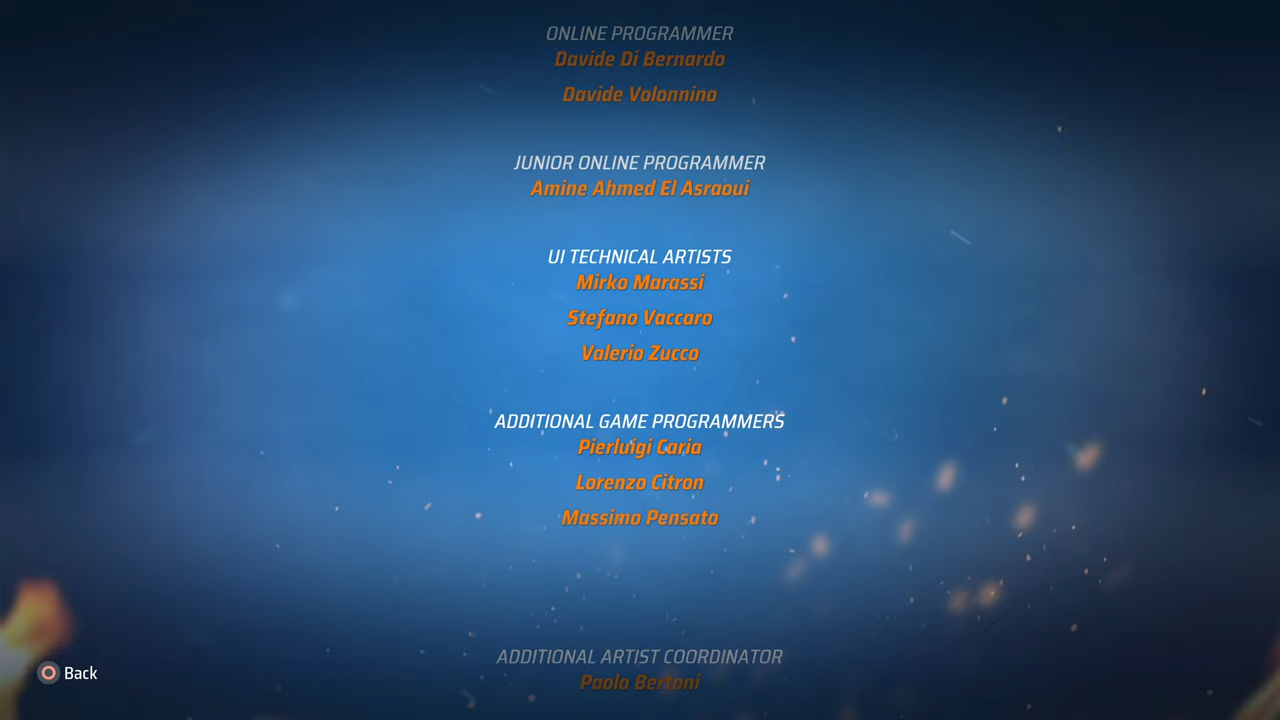 ONLINE PROGRAMMER
Davide Di Bernardo
Davide Volonnino
JUNIOR ONLINE PROGRAMMER
Amine Ahmed El Asraoui
UI TECHNICAL ARTISTS
Mirko Marassi
Stefano Vaccaro
Valerio Zucco
ADDITIONAL GAME PROGRAMMERS
Pierluigi Caria
Lorenzo Citron
Massimo Pensato
ADDITIONAL ARTIST COORDINATOR
Paolo Bertoni
Back